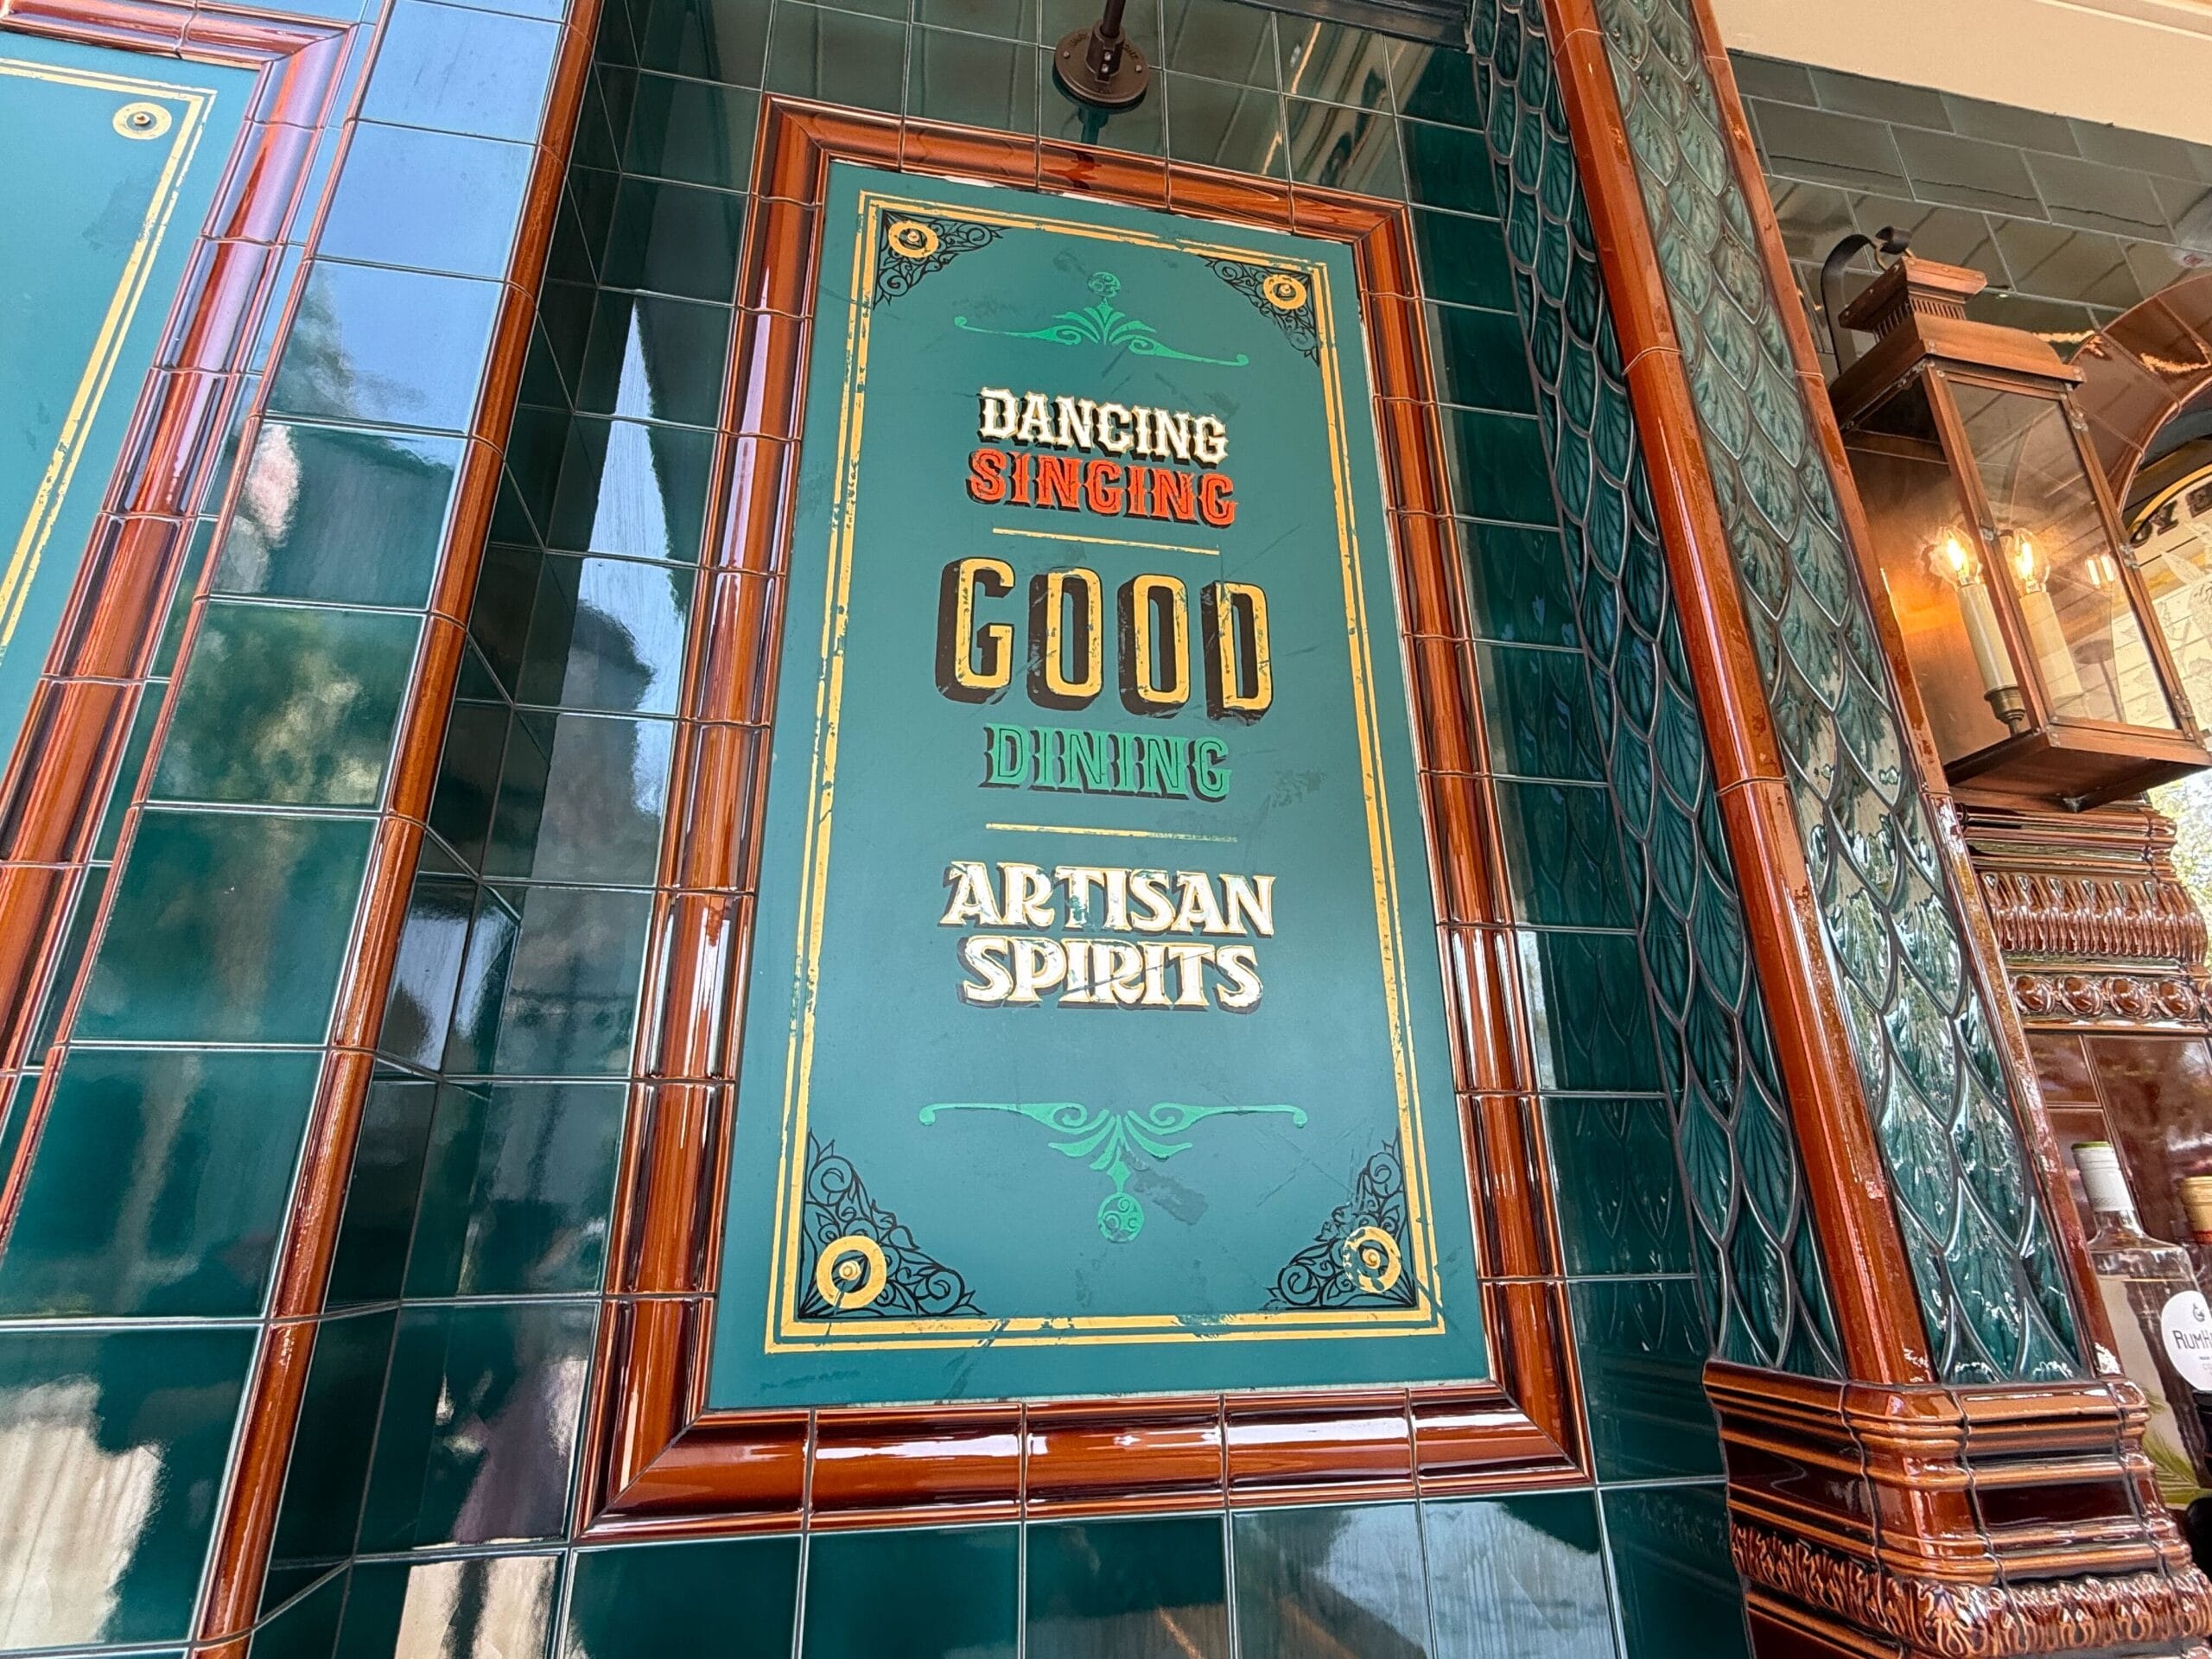 DANCING
SINGING
GOOD
DINING
ARTISAN
SPIRITS